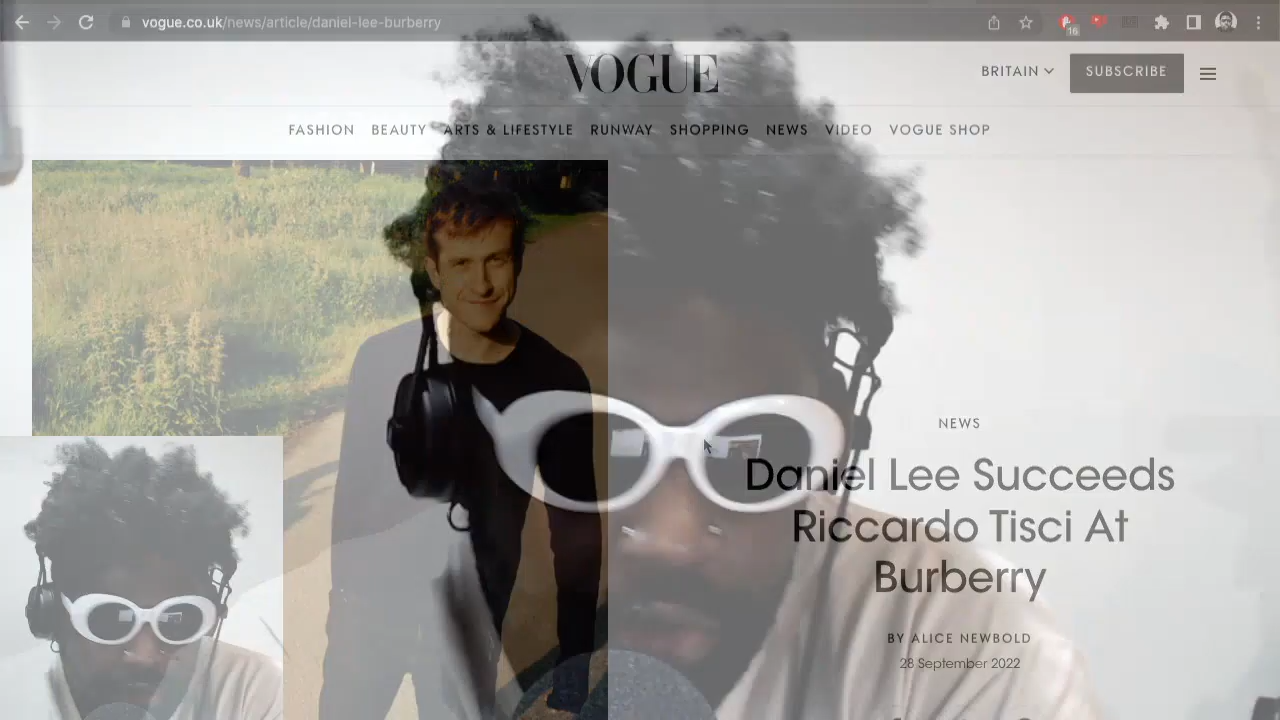 vogue.co.uk/news/article/daniel-lee-burberry
16
VOGUE
BRITAIN
SUBSCRIBE
FASHION BEAUTY ARTS & LIFESTYLE RUNWAY SHOPPING NEWS VIDEO VOGUE SHOP
NEWS
Daniel Lee Succeeds
Riccardo Tisci At
Burberry
BY ALICE NEWBOLD
28 September 2022